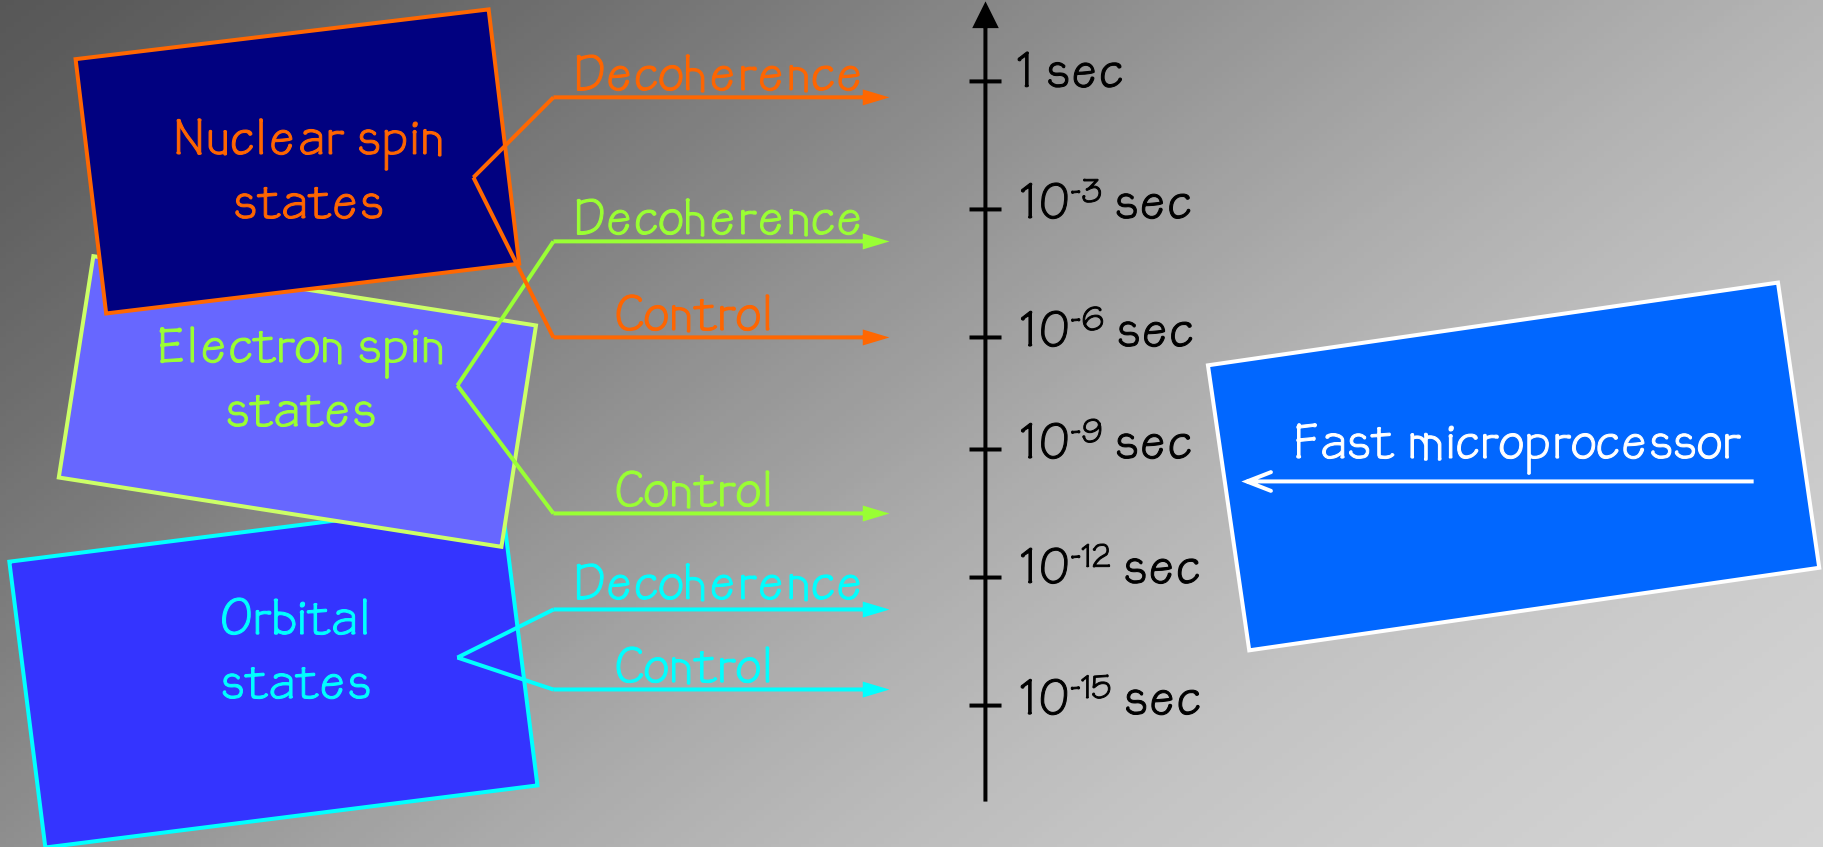 Nuclear spin
states
Electron spin
states
Orbital
states
Decoherence
Decoherence
Control
Control
Decoherence
Control
1 sec
10⁻³ sec
10⁻⁶ sec
10⁻⁹ sec
10⁻¹² sec
10⁻¹⁵ sec
Fast microprocessor